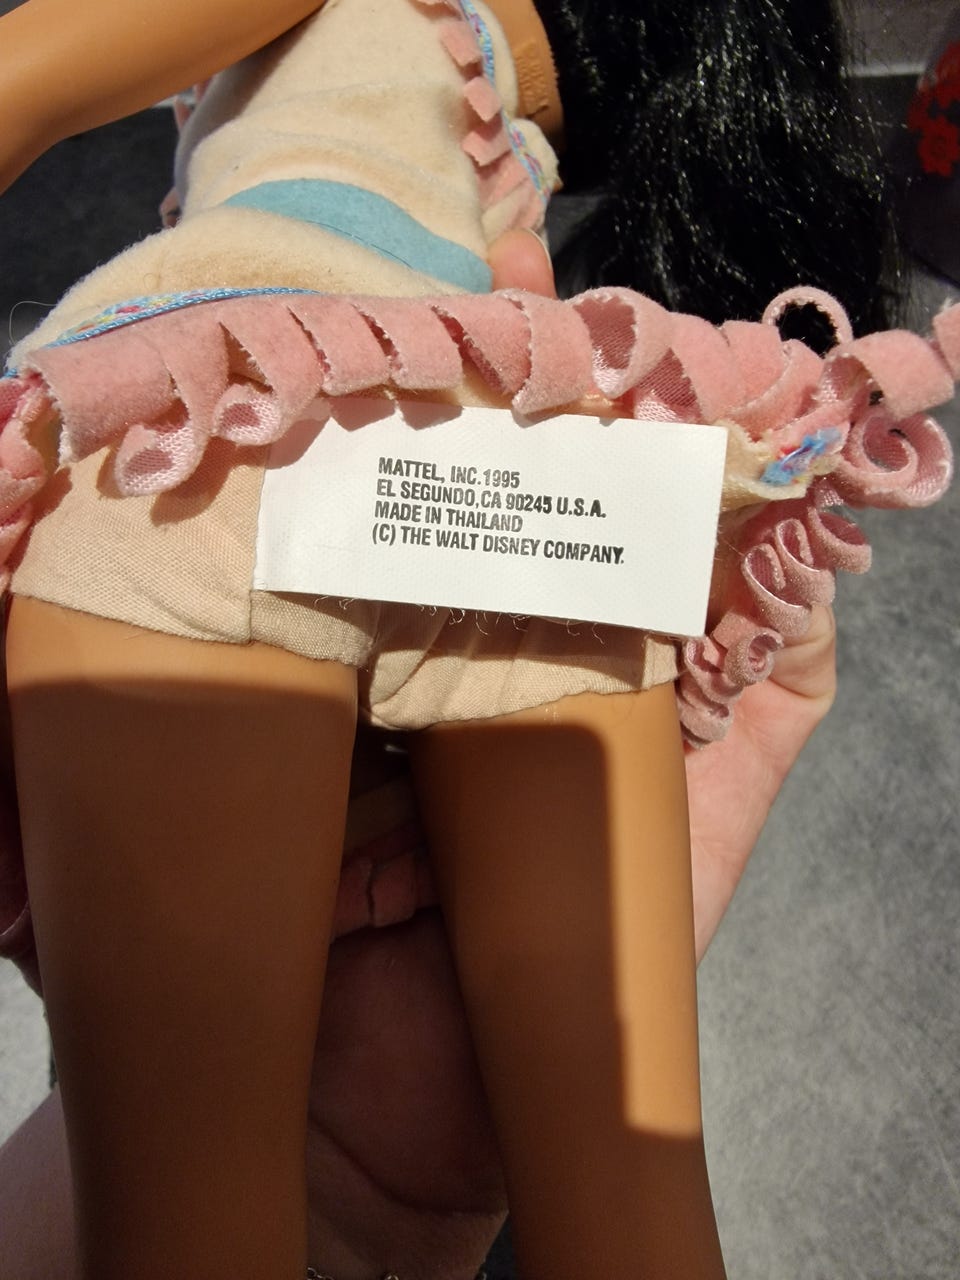 MATTEL, INC.1995
EL SEGUNDO,CA 90245 U.S.A.
MADE IN THAILAND
(C) THE WALT DISNEY COMPANY.